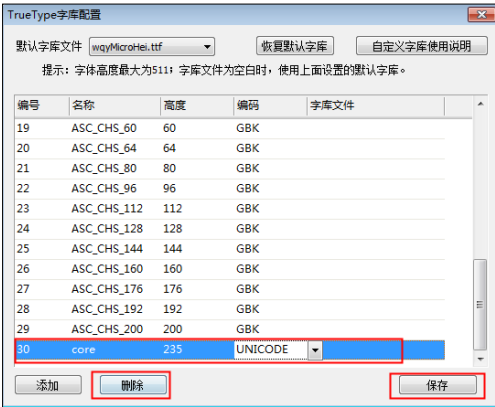 TrueType字库配置
默认字库文件 wqyMicroHei.ttf 恢复默认字库 自定义字库使用说明
提示：字体高度最大为511；字库文件为空白时，使用上面设置的默认字库。
编号 名称 高度 编码 字库文件
19 ASC_CHS_60 60 GBK
20 ASC_CHS_64 64 GBK
21 ASC_CHS_80 80 GBK
22 ASC_CHS_96 96 GBK
23 ASC_CHS_112 112 GBK
24 ASC_CHS_128 128 GBK
25 ASC_CHS_144 144 GBK
26 ASC_CHS_160 160 GBK
27 ASC_CHS_176 176 GBK
28 ASC_CHS_192 192 GBK
29 ASC_CHS_200 200 GBK
30 core 235 UNICODE
添加 删除 保存